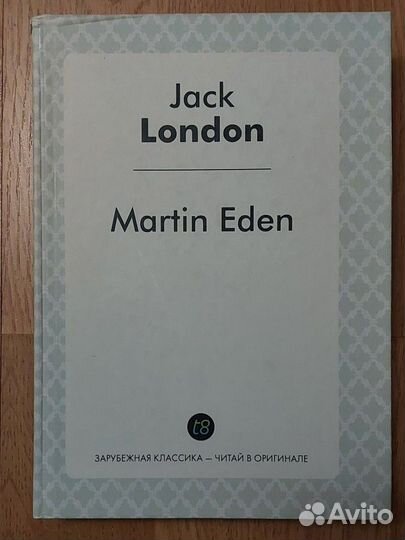 Jack
London
Martin Eden
t8
ЗАРУБЕЖНАЯ КЛАССИКА — ЧИТАЙ В ОРИГИНАЛЕ
Avito